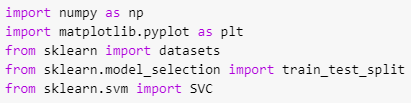 import numpy as np
import matplotlib.pyplot as plt
from sklearn import datasets
from sklearn.model_selection import train_test_split
from sklearn.svm import SVC